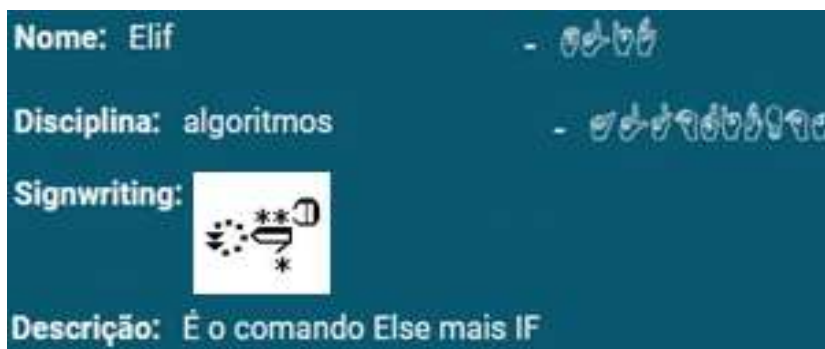 Nome: Elif -
Disciplina: algoritmos -
Signwriting:
Descrição: É o comando Else mais IF